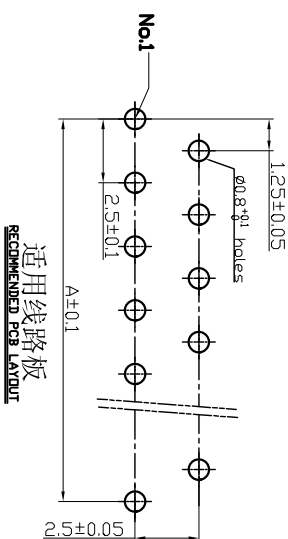 No.1
1.25±0.05
Ø0.8+0.1 0 holes
2.5±0.1
A±0.1
2.5±0.05
适用线路板
RECOMMENDED PCB LAYOUT